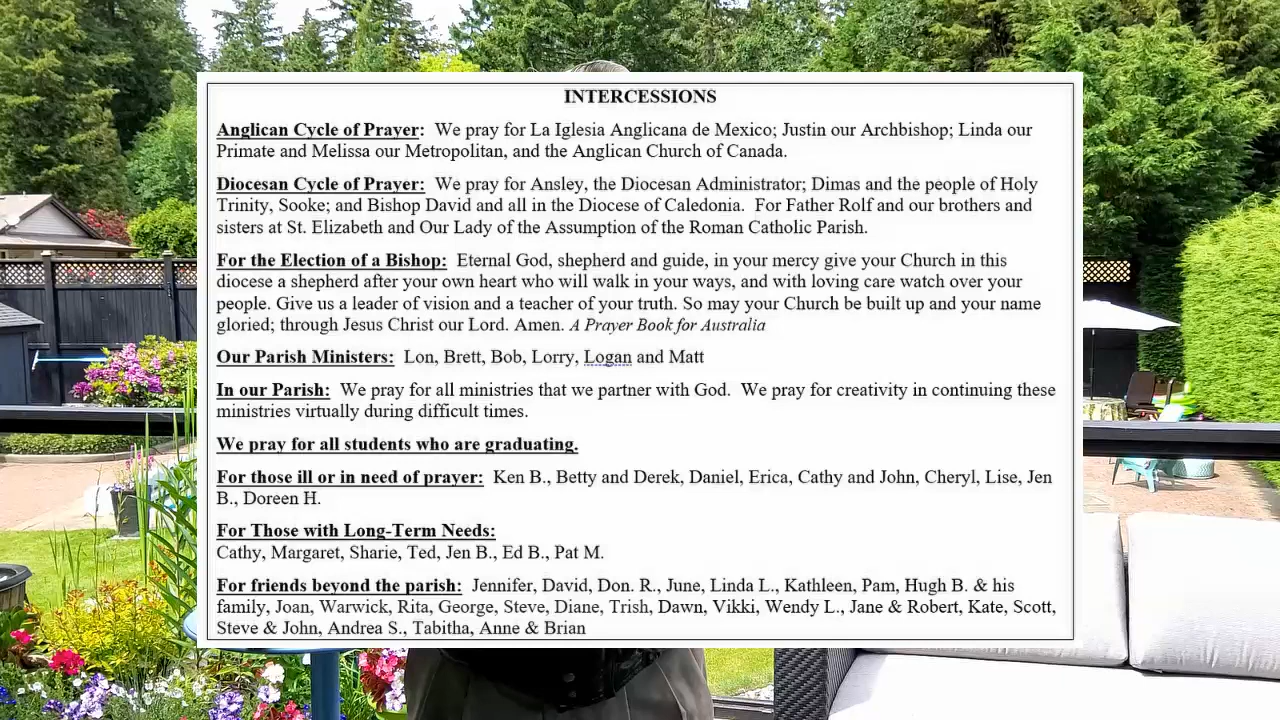 INTERCESSIONS
Anglican Cycle of Prayer:  We pray for La Iglesia Anglicana de Mexico; Justin our Archbishop; Linda our
Primate and Melissa our Metropolitan, and the Anglican Church of Canada.
Diocesan Cycle of Prayer:  We pray for Ansley, the Diocesan Administrator; Dimas and the people of Holy
Trinity, Sooke; and Bishop David and all in the Diocese of Caledonia.  For Father Rolf and our brothers and
sisters at St. Elizabeth and Our Lady of the Assumption of the Roman Catholic Parish.
For the Election of a Bishop:  Eternal God, shepherd and guide, in your mercy give your Church in this
diocese a shepherd after your own heart who will walk in your ways, and with loving care watch over your
people. Give us a leader of vision and a teacher of your truth. So may your Church be built up and your name
gloried; through Jesus Christ our Lord. Amen. A Prayer Book for Australia
Our Parish Ministers:  Lon, Brett, Bob, Lorry, Logan and Matt
In our Parish:  We pray for all ministries that we partner with God.  We pray for creativity in continuing these
ministries virtually during difficult times.
We pray for all students who are graduating.
For those ill or in need of prayer:  Ken B., Betty and Derek, Daniel, Erica, Cathy and John, Cheryl, Lise, Jen
B., Doreen H.
For Those with Long-Term Needs:
Cathy, Margaret, Sharie, Ted, Jen B., Ed B., Pat M.
For friends beyond the parish:  Jennifer, David, Don. R., June, Linda L., Kathleen, Pam, Hugh B. & his
family, Joan, Warwick, Rita, George, Steve, Diane, Trish, Dawn, Vikki, Wendy L., Jane & Robert, Kate, Scott,
Steve & John, Andrea S., Tabitha, Anne & Brian